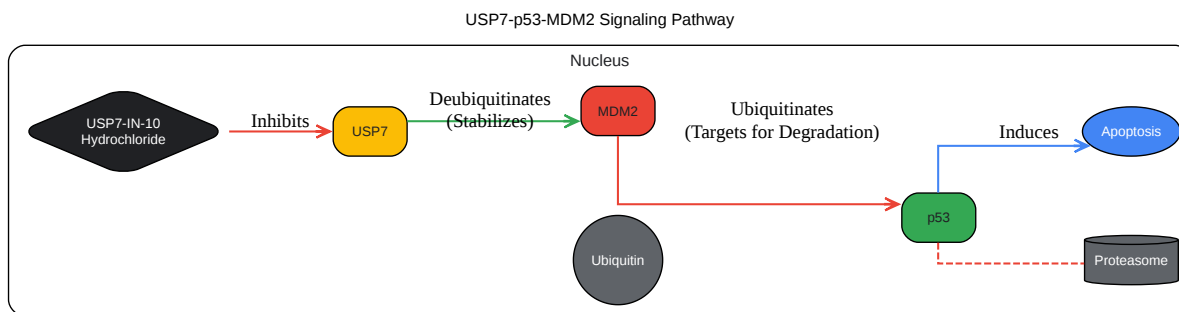 USP7-p53-MDM2 Signaling Pathway
Nucleus
USP7-IN-10
Hydrochloride
Inhibits
USP7
Deubiquitinates
(Stabilizes)
MDM2
Ubiquitinates
(Targets for Degradation)
Induces
Apoptosis
p53
Ubiquitin
Proteasome